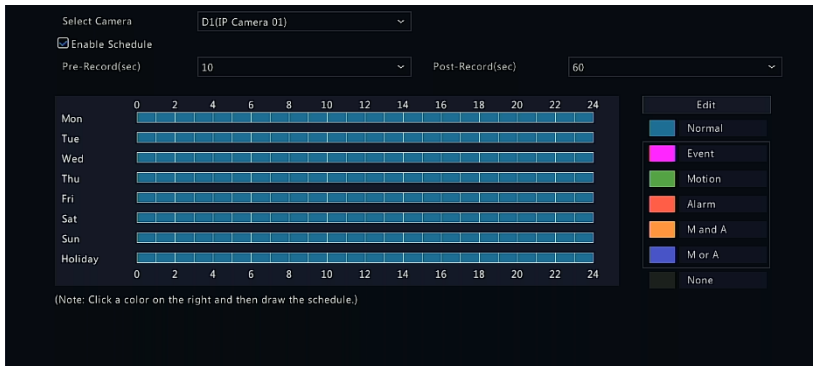 Select Camera D1(IP Camera 01)
Enable Schedule
Pre-Record(sec) 10 Post-Record(sec) 60
0 2 4 6 8 10 12 14 16 18 20 22 24
Mon
Tue
Wed
Thu
Fri
Sat
Sun
Holiday
0 2 4 6 8 10 12 14 16 18 20 22 24
Edit
Normal
Event
Motion
Alarm
M and A
M or A
None
(Note: Click a color on the right and then draw the schedule.)